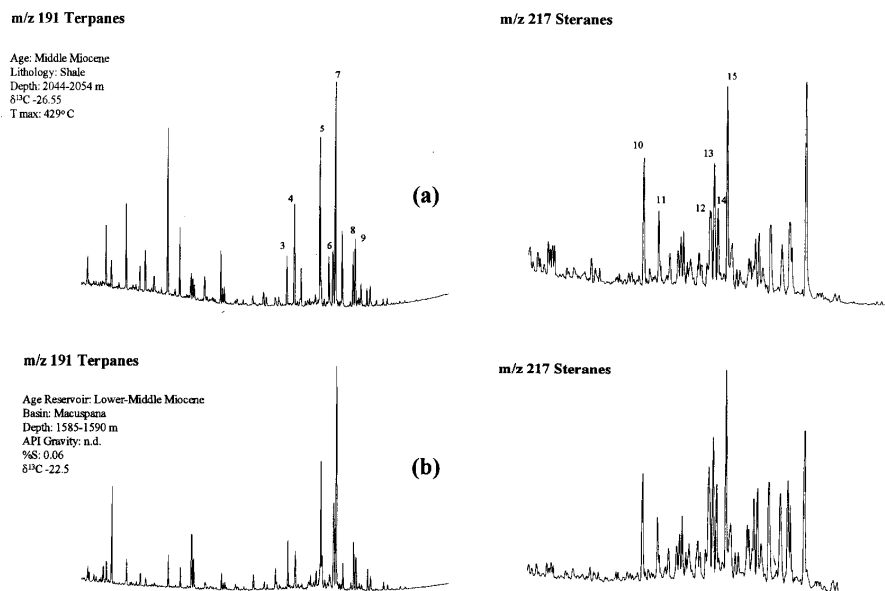 m/z 191 Terpanes
m/z 217 Steranes
Age: Middle Miocene
Lithology: Shale
Depth: 2044-2054 m
δ¹³C -26.55
T max: 429º C
3
4
5
6
7
8
9
(a)
10
11
12
13
14
15
m/z 191 Terpanes
m/z 217 Steranes
Age Reservoir: Lower-Middle Miocene
Basin: Macuspana
Depth: 1585-1590 m
API Gravity: n.d.
%S: 0.06
δ¹³C -22.5
(b)